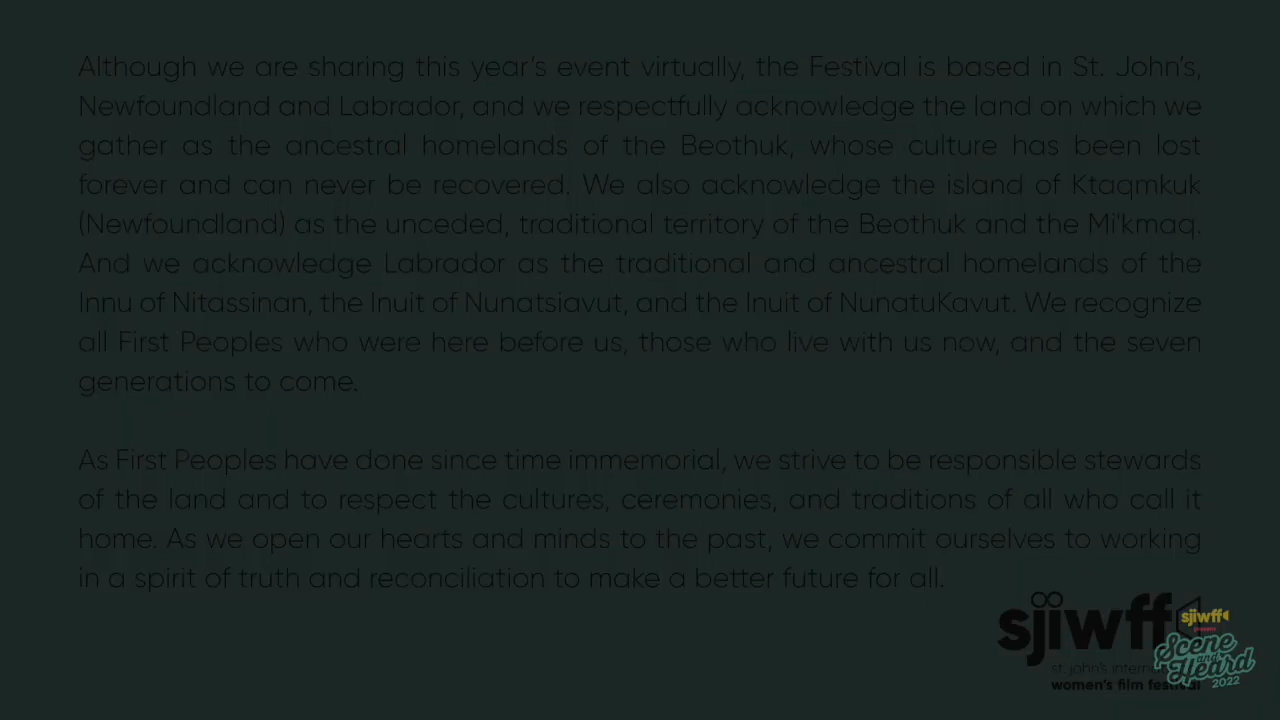 Although we are sharing this year's event virtually, the Festival is based in St. John's,
Newfoundland and Labrador, and we respectfully acknowledge the land on which we
gather as the ancestral homelands of the Beothuk, whose culture has been lost
forever and can never be recovered. We also acknowledge the island of Ktaqmkuk
(Newfoundland) as the unceded, traditional territory of the Beothuk and the Mi'kmaq.
And we acknowledge Labrador as the traditional and ancestral homelands of the
Innu of Nitassinan, the Inuit of Nunatsiavut, and the Inuit of NunatuKavut. We recognize
all First Peoples who were here before us, those who live with us now, and the seven
generations to come.
As First Peoples have done since time immemorial, we strive to be responsible stewards
of the land and to respect the cultures, ceremonies, and traditions of all who call it
home. As we open our hearts and minds to the past, we commit ourselves to working
in a spirit of truth and reconciliation to make a better future for all.
sjiwff
st. john's
women's film festival
sjiwff
presents
Scene
and
Heard
2022